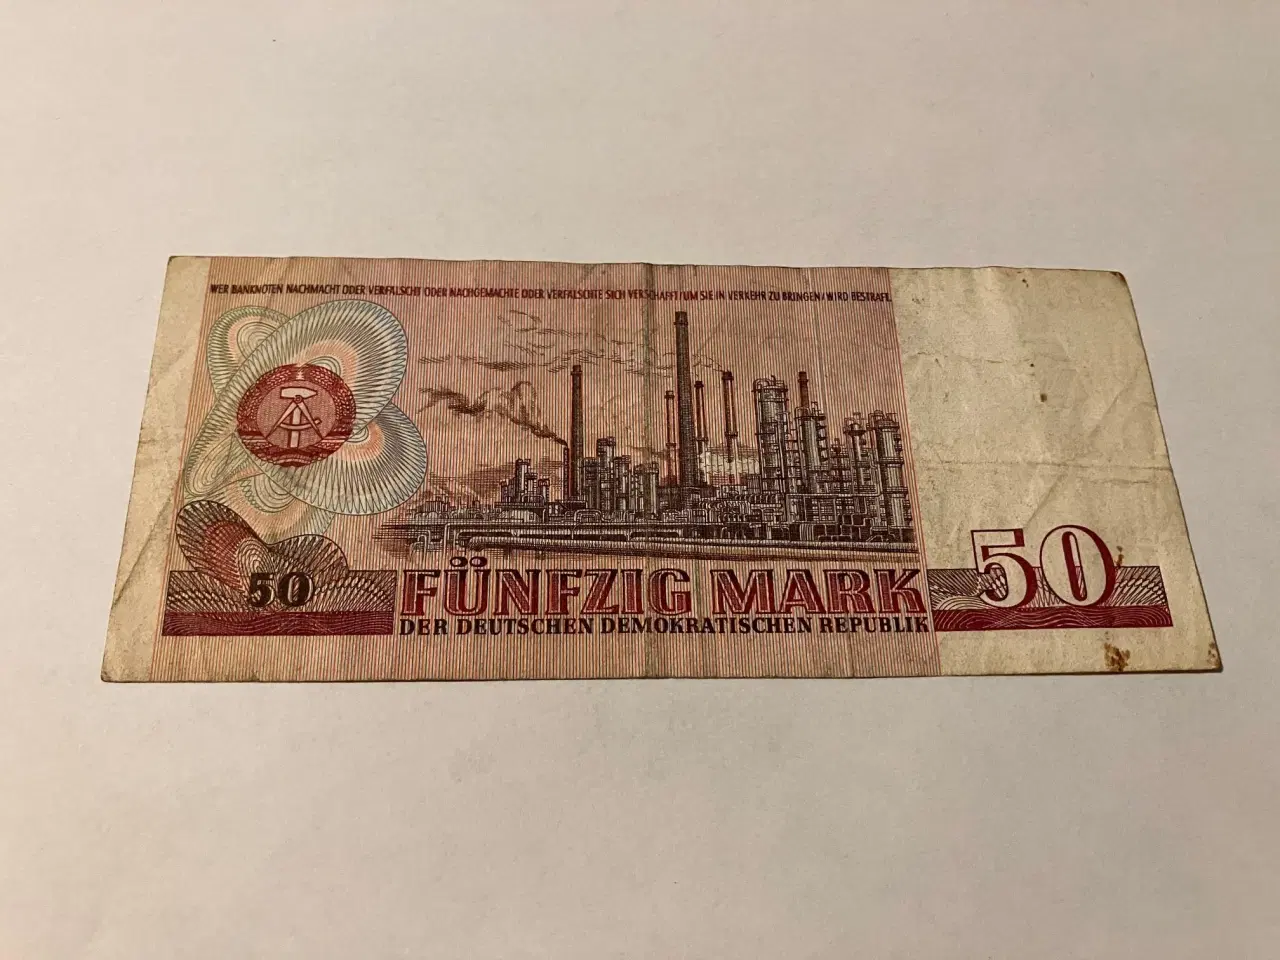 WER BANKNOTEN NACHMACHT ODER VERFÄLSCHT ODER NACHGEMACHTE ODER VERFÄLSCHTE SICH VERSCHAFFT/UM SIE IN VERKEHR ZU BRINGEN/WIRD BESTRAFT.
50
FÜNFZIG MARK
DER DEUTSCHEN DEMOKRATISCHEN REPUBLIK
50